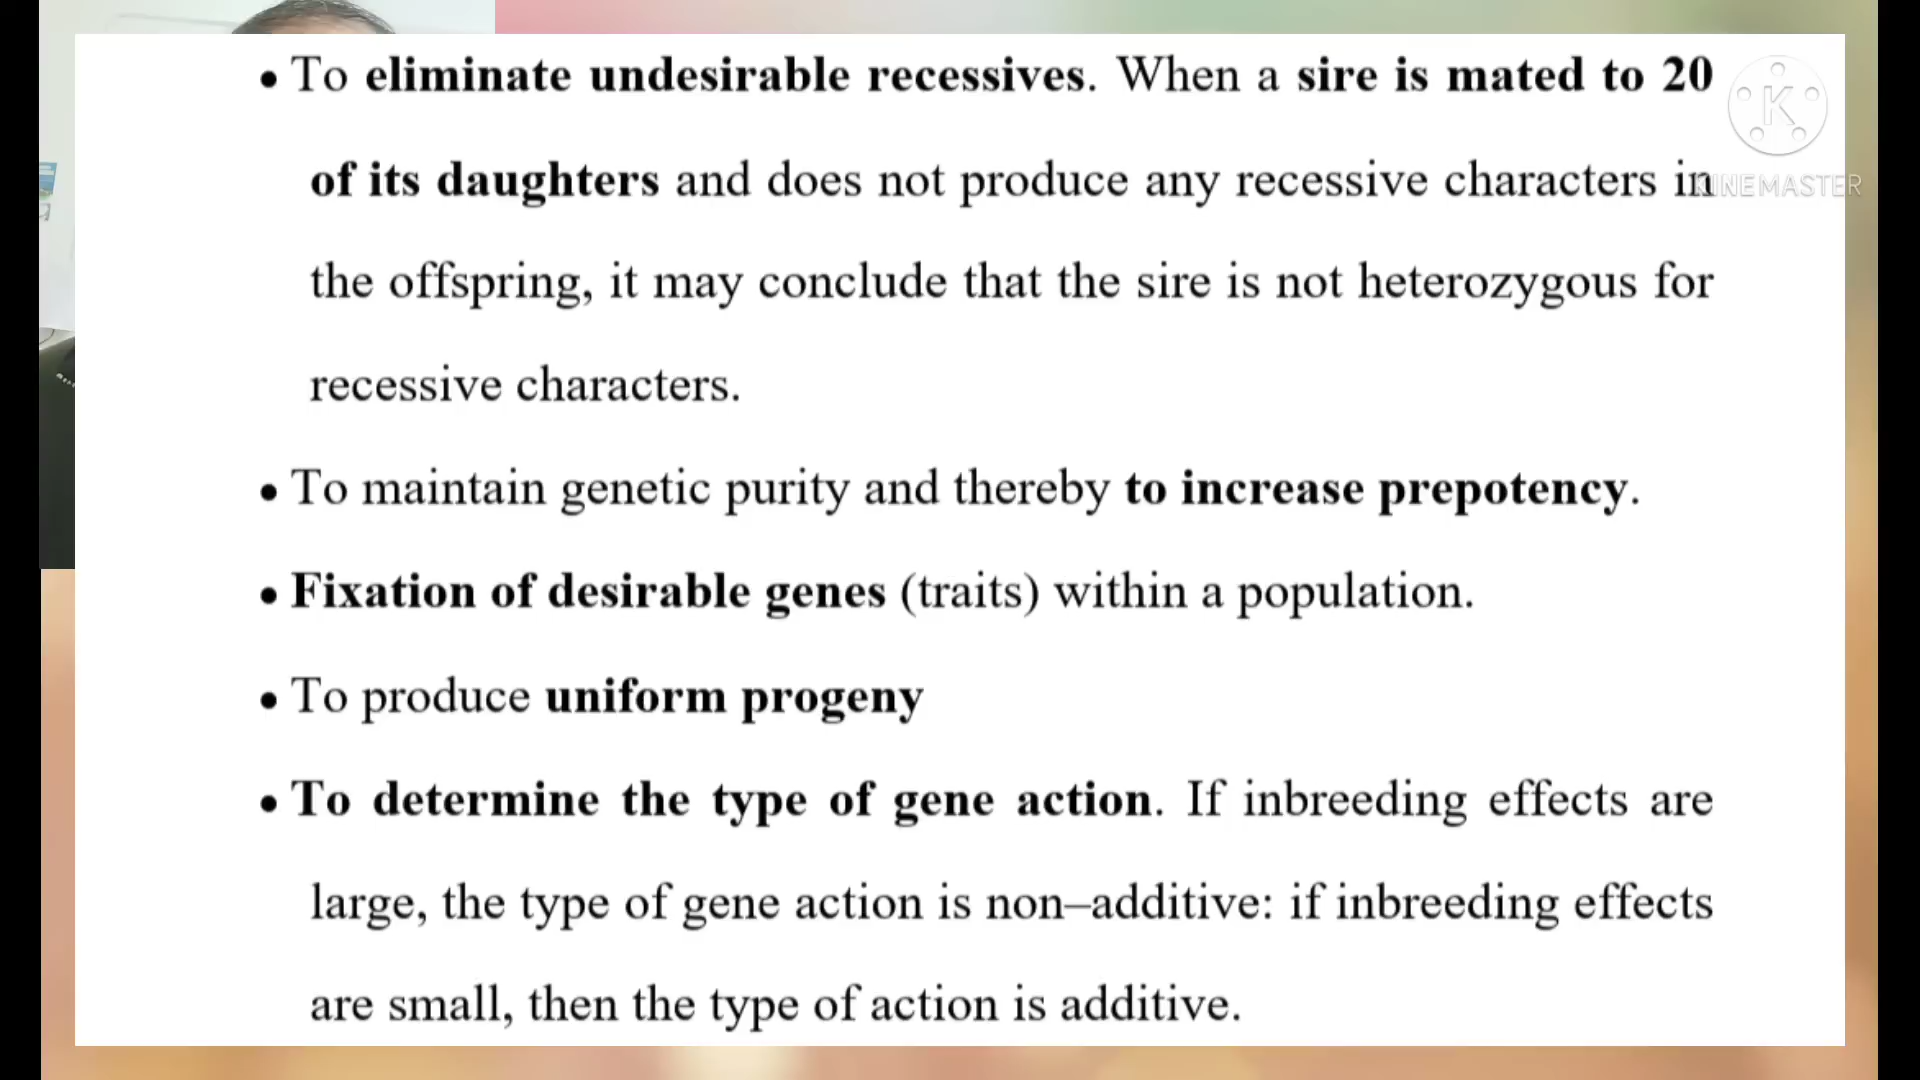 • To eliminate undesirable recessives. When a sire is mated to 20
of its daughters and does not produce any recessive characters in
the offspring, it may conclude that the sire is not heterozygous for
recessive characters.
• To maintain genetic purity and thereby to increase prepotency.
• Fixation of desirable genes (traits) within a population.
• To produce uniform progeny
• To determine the type of gene action. If inbreeding effects are
large, the type of gene action is non–additive: if inbreeding effects
are small, then the type of action is additive.
K
KINEMASTER